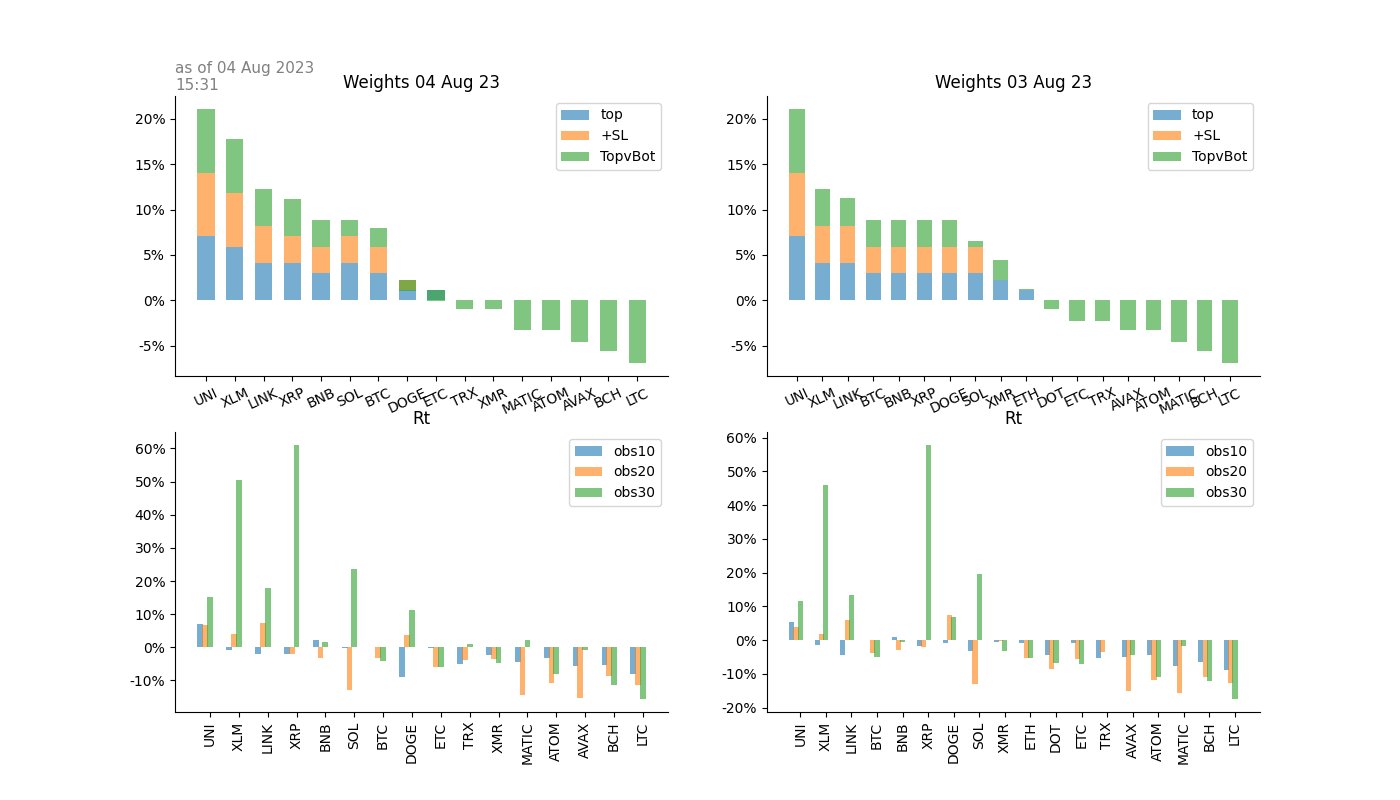 as of 04 Aug 2023
15:31
Weights 04 Aug 23
20%
15%
10%
5%
0%
-5%
top
+SL
TopvBot
UNI XLM LINK XRP BNB SOL BTC DOGE ETC TRX XMR MATIC ATOM AVAX BCH LTC
Weights 03 Aug 23
20%
15%
10%
5%
0%
-5%
top
+SL
TopvBot
UNI XLM LINK BTC BNB XRP DOGE SOL XMR ETH DOT ETC TRX AVAX ATOM MATIC BCH LTC
Rt
60%
50%
40%
30%
20%
10%
0%
-10%
obs10
obs20
obs30
UNI XLM LINK XRP BNB SOL BTC DOGE ETC TRX XMR MATIC ATOM AVAX BCH LTC
Rt
60%
50%
40%
30%
20%
10%
0%
-10%
-20%
obs10
obs20
obs30
UNI XLM LINK BTC BNB XRP DOGE SOL XMR ETH DOT ETC TRX AVAX ATOM MATIC BCH LTC